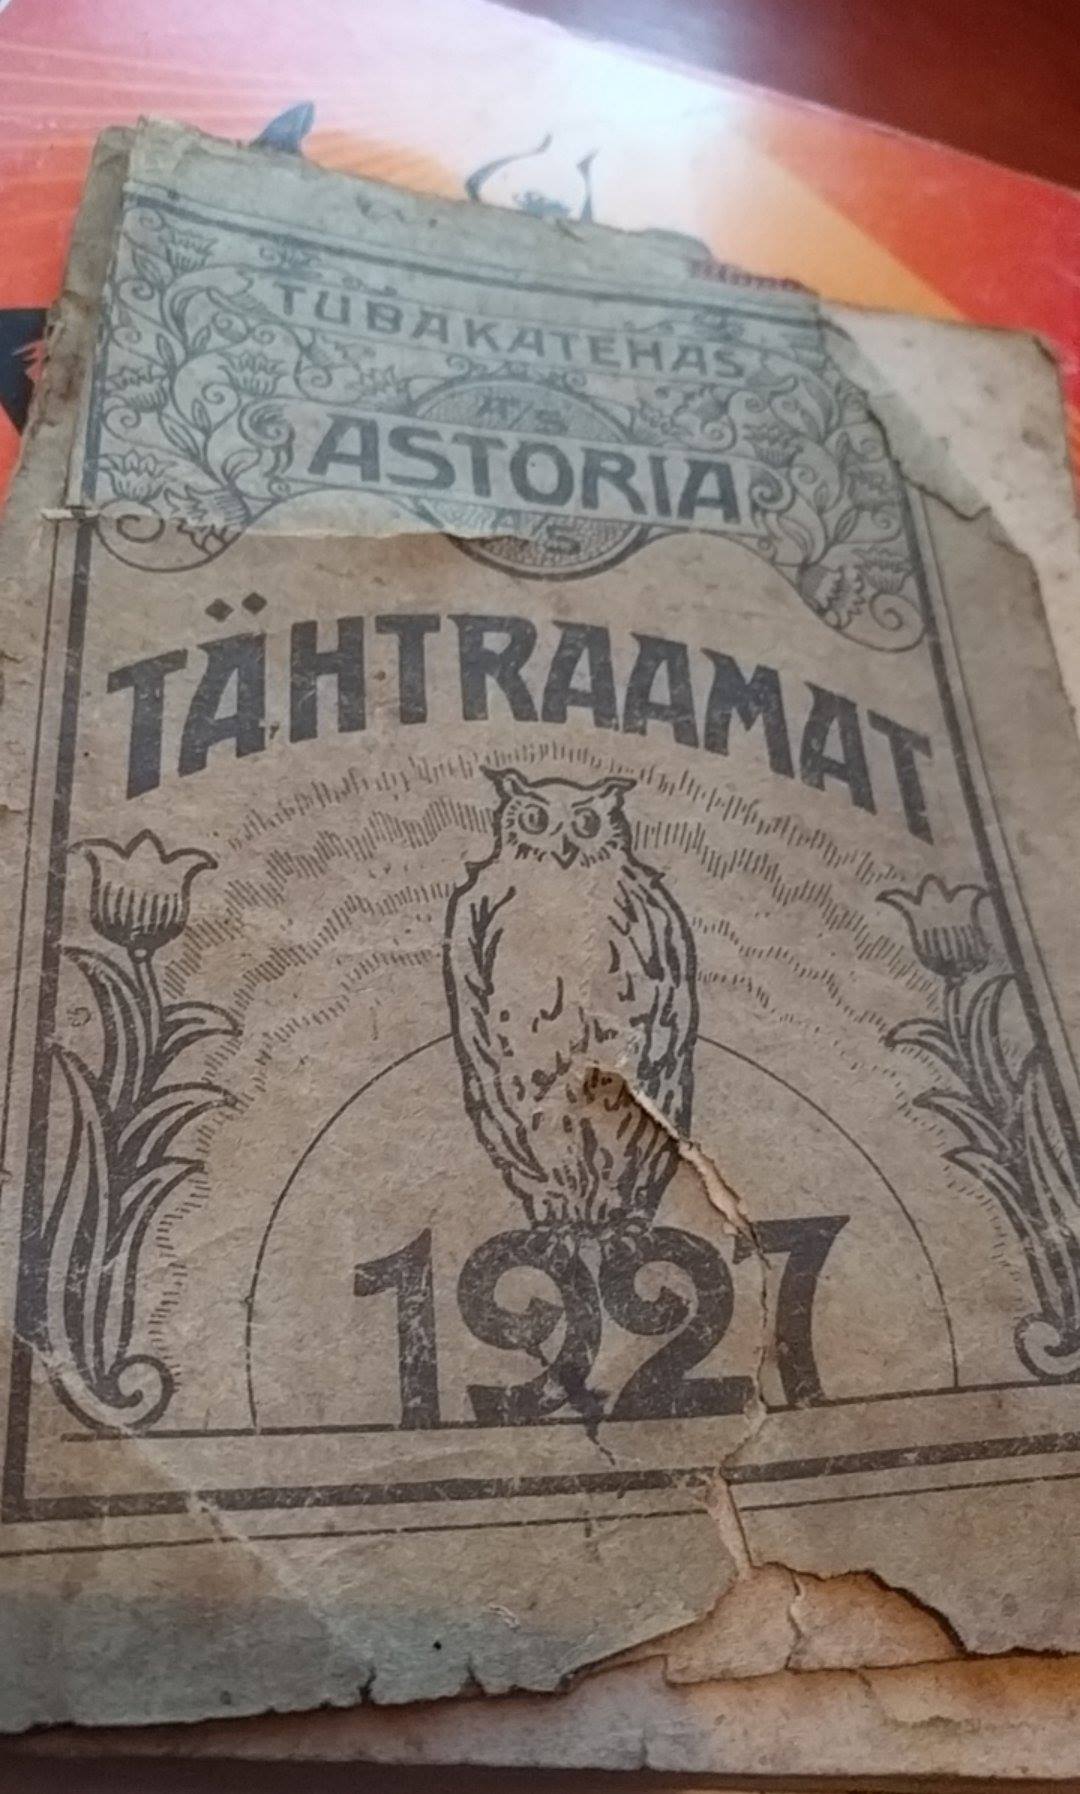 TUBAKATEHAS
A/S
ASTORIA
A/S
TÄHTRAAMAT
1927